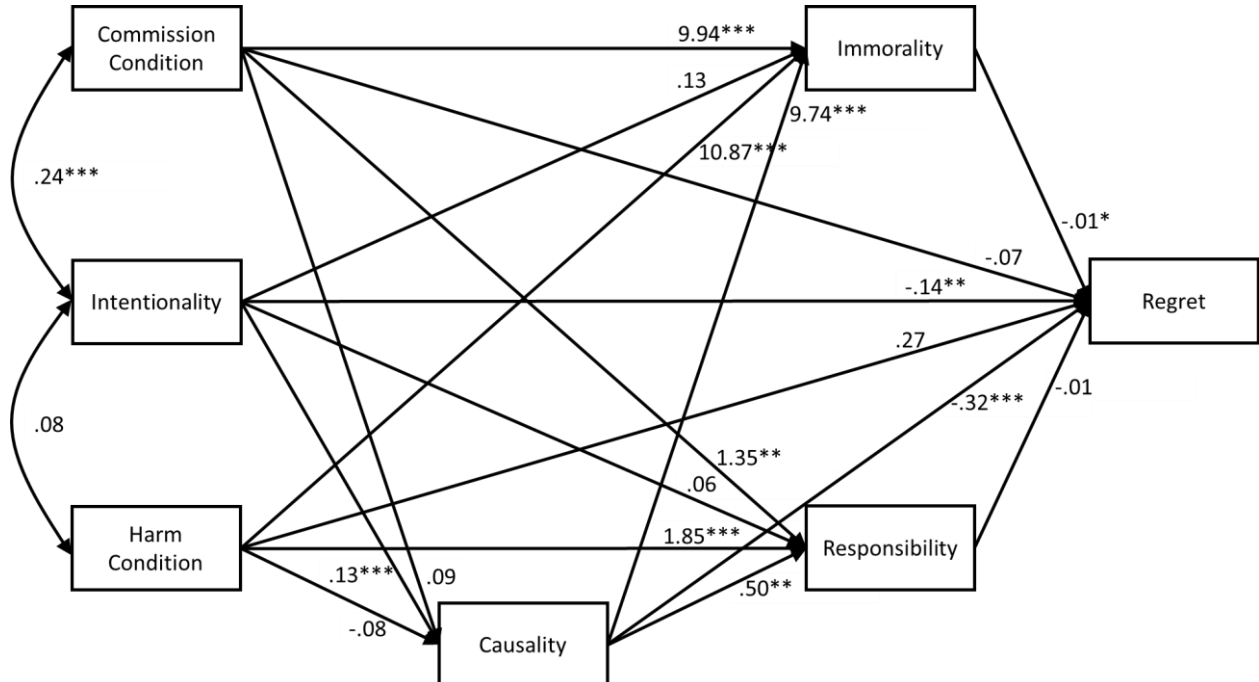 Commission
Condition
9.94***
Immorality
.13
9.74***
10.87***
.24***
-.01*
-.07
Intentionality
-.14**
Regret
.27
-.32***
-.01
.08
1.35**
.06
Harm
Condition
1.85***
Responsibility
.13***
.09
.50**
-.08
Causality